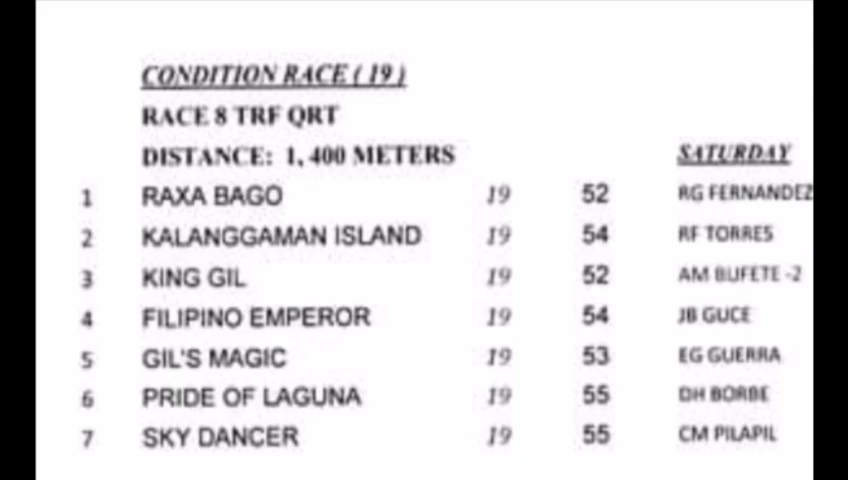 CONDITION RACE ( 19 )
RACE 8 TRF QRT
DISTANCE: 1, 400 METERS SATURDAY
1 RAXA BAGO 19 52 RG FERNANDEZ
2 KALANGGAMAN ISLAND 19 54 RF TORRES
3 KING GIL 19 52 AM BUFETE -2
4 FILIPINO EMPEROR 19 54 JB GUCE
5 GIL'S MAGIC 19 53 EG GUERRA
6 PRIDE OF LAGUNA 19 55 DH BORBE
7 SKY DANCER 19 55 CM PILAPIL